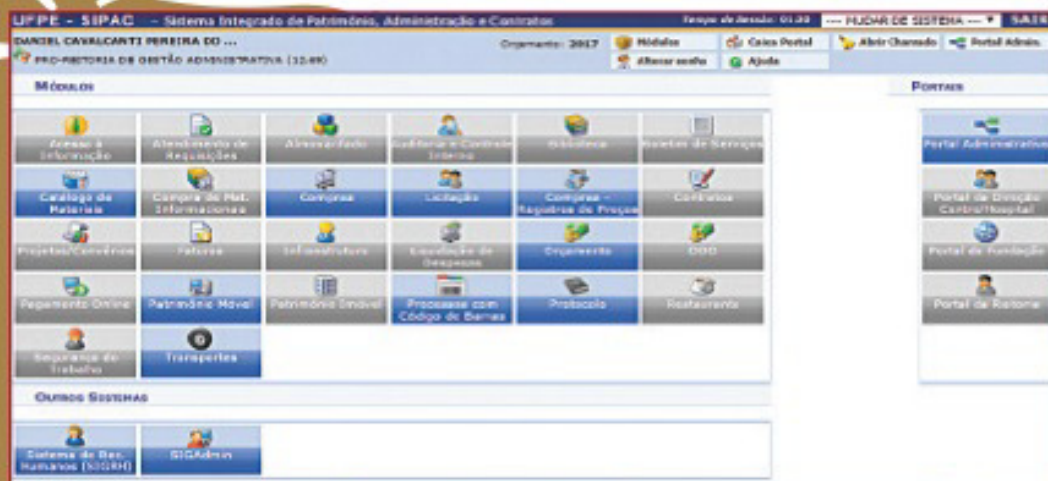 UFPE - SIPAC - Sistema Integrado de Patrimônio, Administração e Contratos
Tempo de Sessão: 01:30
--- MUDAR DE SISTEMA ---
SAIR
DANIEL CAVALCANTI PEREIRA DO ...
Orçamento: 2017
Módulos
Caixa Postal
Abrir Chamado
Portal Admin.
PRO-REITORIA DE GESTÃO ADMINISTRATIVA (12.69)
Alterar senha
Ajuda
MÓDULOS
PORTAIS
Acesso à Informação
Atendimento de Requisições
Almoxarifado
Auditoria e Controle Interno
Biblioteca
Boletim de Serviços
Portal Administrativo
Catálogo de Materiais
Compra de Mat. Informacionais
Compras
Licitação
Compras - Registros de Preços
Contratos
Portal da Direção Centro/Hospital
Projetos/Convênios
Faturas
Infraestrutura
Liquidação de Despesas
Orçamento
Portal da Fundação
Pagamento Online
Patrimônio Móvel
Patrimônio Imóvel
Processos com Código de Barras
Protocolo
Restaurante
Portal da Reitoria
Segurança do Trabalho
Transportes
OUTROS SISTEMAS
Sistema de Rec. Humanos (SIGRH)
SIGAdmin